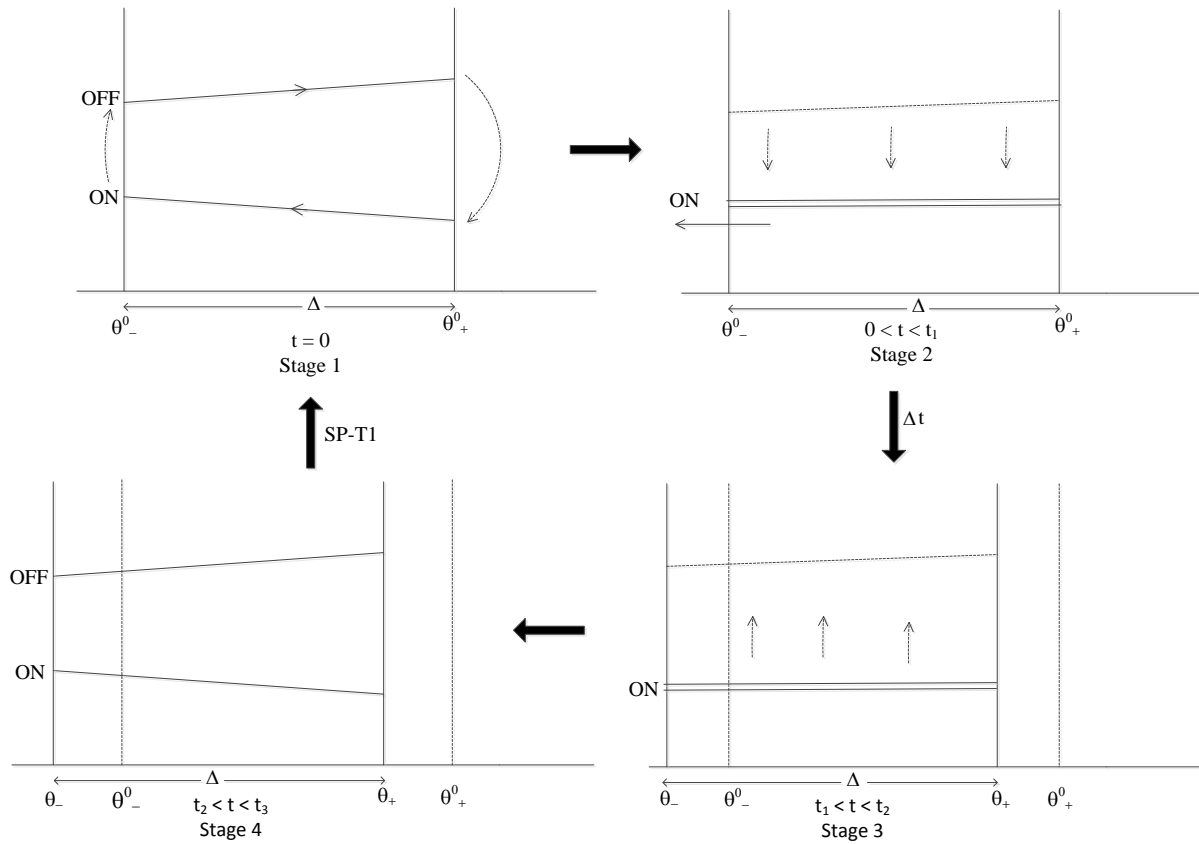 OFF
ON
Δ
θ⁰₋
θ⁰₊
t = 0
Stage 1
ON
Δ
θ⁰₋
θ⁰₊
0 < t < t₁
Stage 2
SP-T1
Δt
OFF
ON
Δ
θ₋
θ⁰₋
θ₊
θ⁰₊
t₂ < t < t₃
Stage 4
ON
Δ
θ₋
θ⁰₋
θ₊
θ⁰₊
t₁ < t < t₂
Stage 3